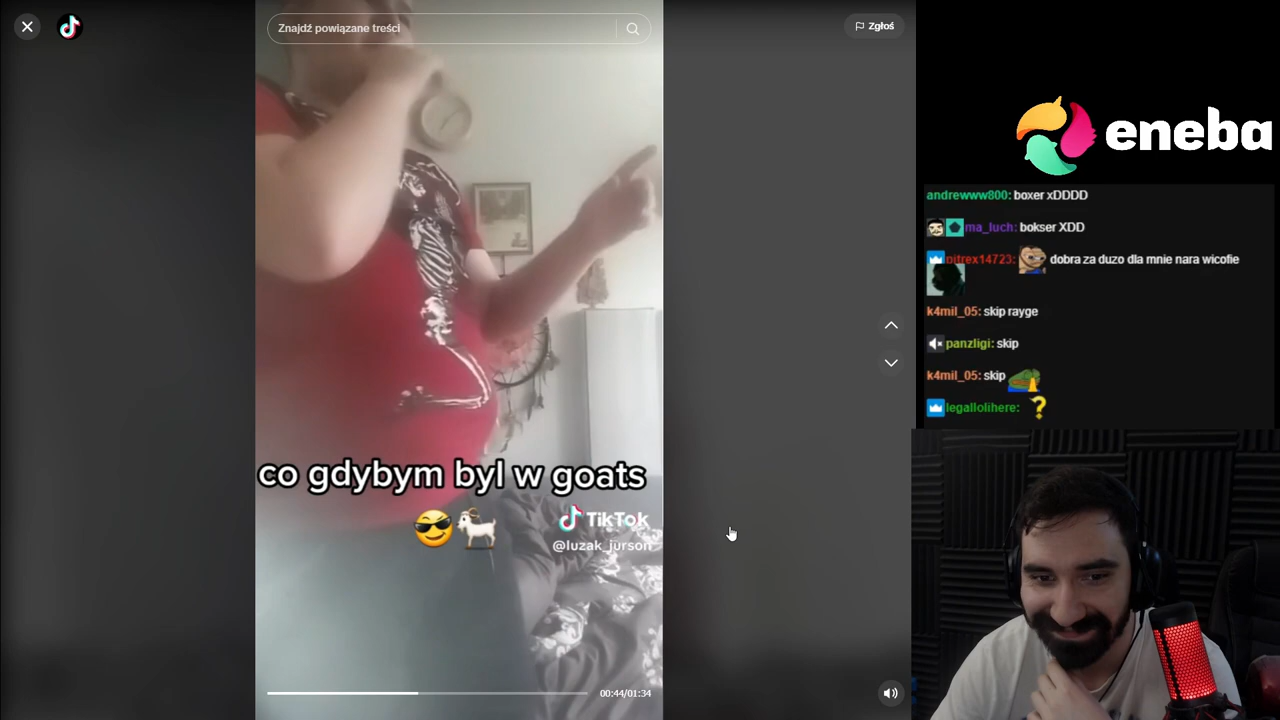 Znajdź powiązane treści
Zgłoś
eneba
andrewww800: boxer xDDDD
ma_luch: bokser XDD
pitrex14723: dobra za duzo dla mnie nara wicofie
k4mil_05: skip rayge
panzligi: skip
k4mil_05: skip
legallolihere:
co gdybym byl w goats
TikTok
@luzak_jurson
00:44/01:34